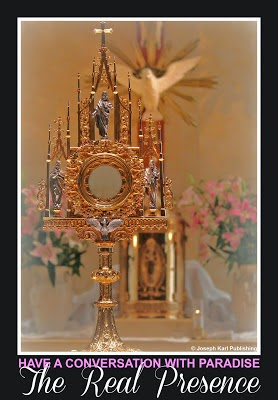 © Joseph Karl Publishing
HAVE A CONVERSATION WITH PARADISE
The Real Presence